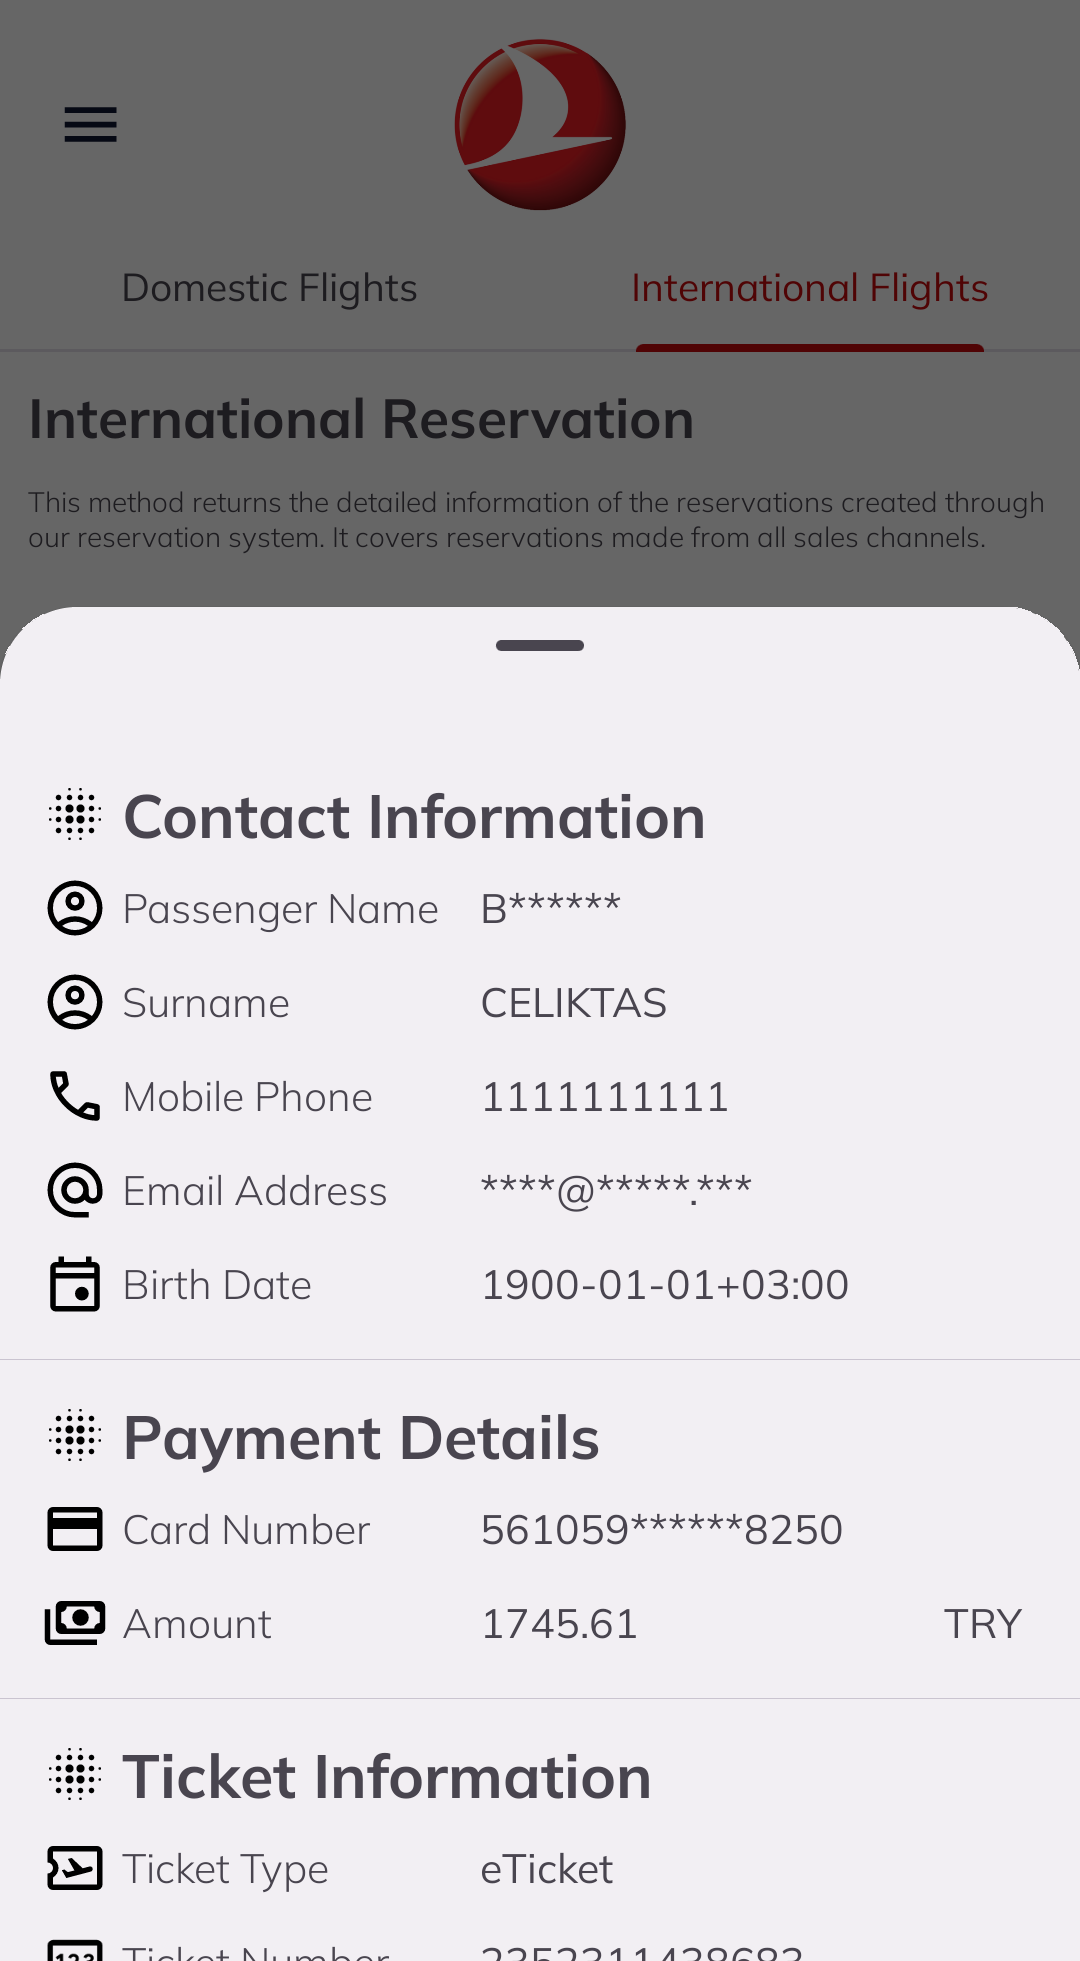 Domestic Flights
International Flights
International Reservation
This method returns the detailed information of the reservations created through
our reservation system. It covers reservations made from all sales channels.
Contact Information
Passenger Name B******
Surname CELIKTAS
Mobile Phone 1111111111
Email Address ****@*****.***
Birth Date 1900-01-01+03:00
Payment Details
Card Number 561059******8250
Amount 1745.61 TRY
Ticket Information
Ticket Type eTicket
Ticket Number